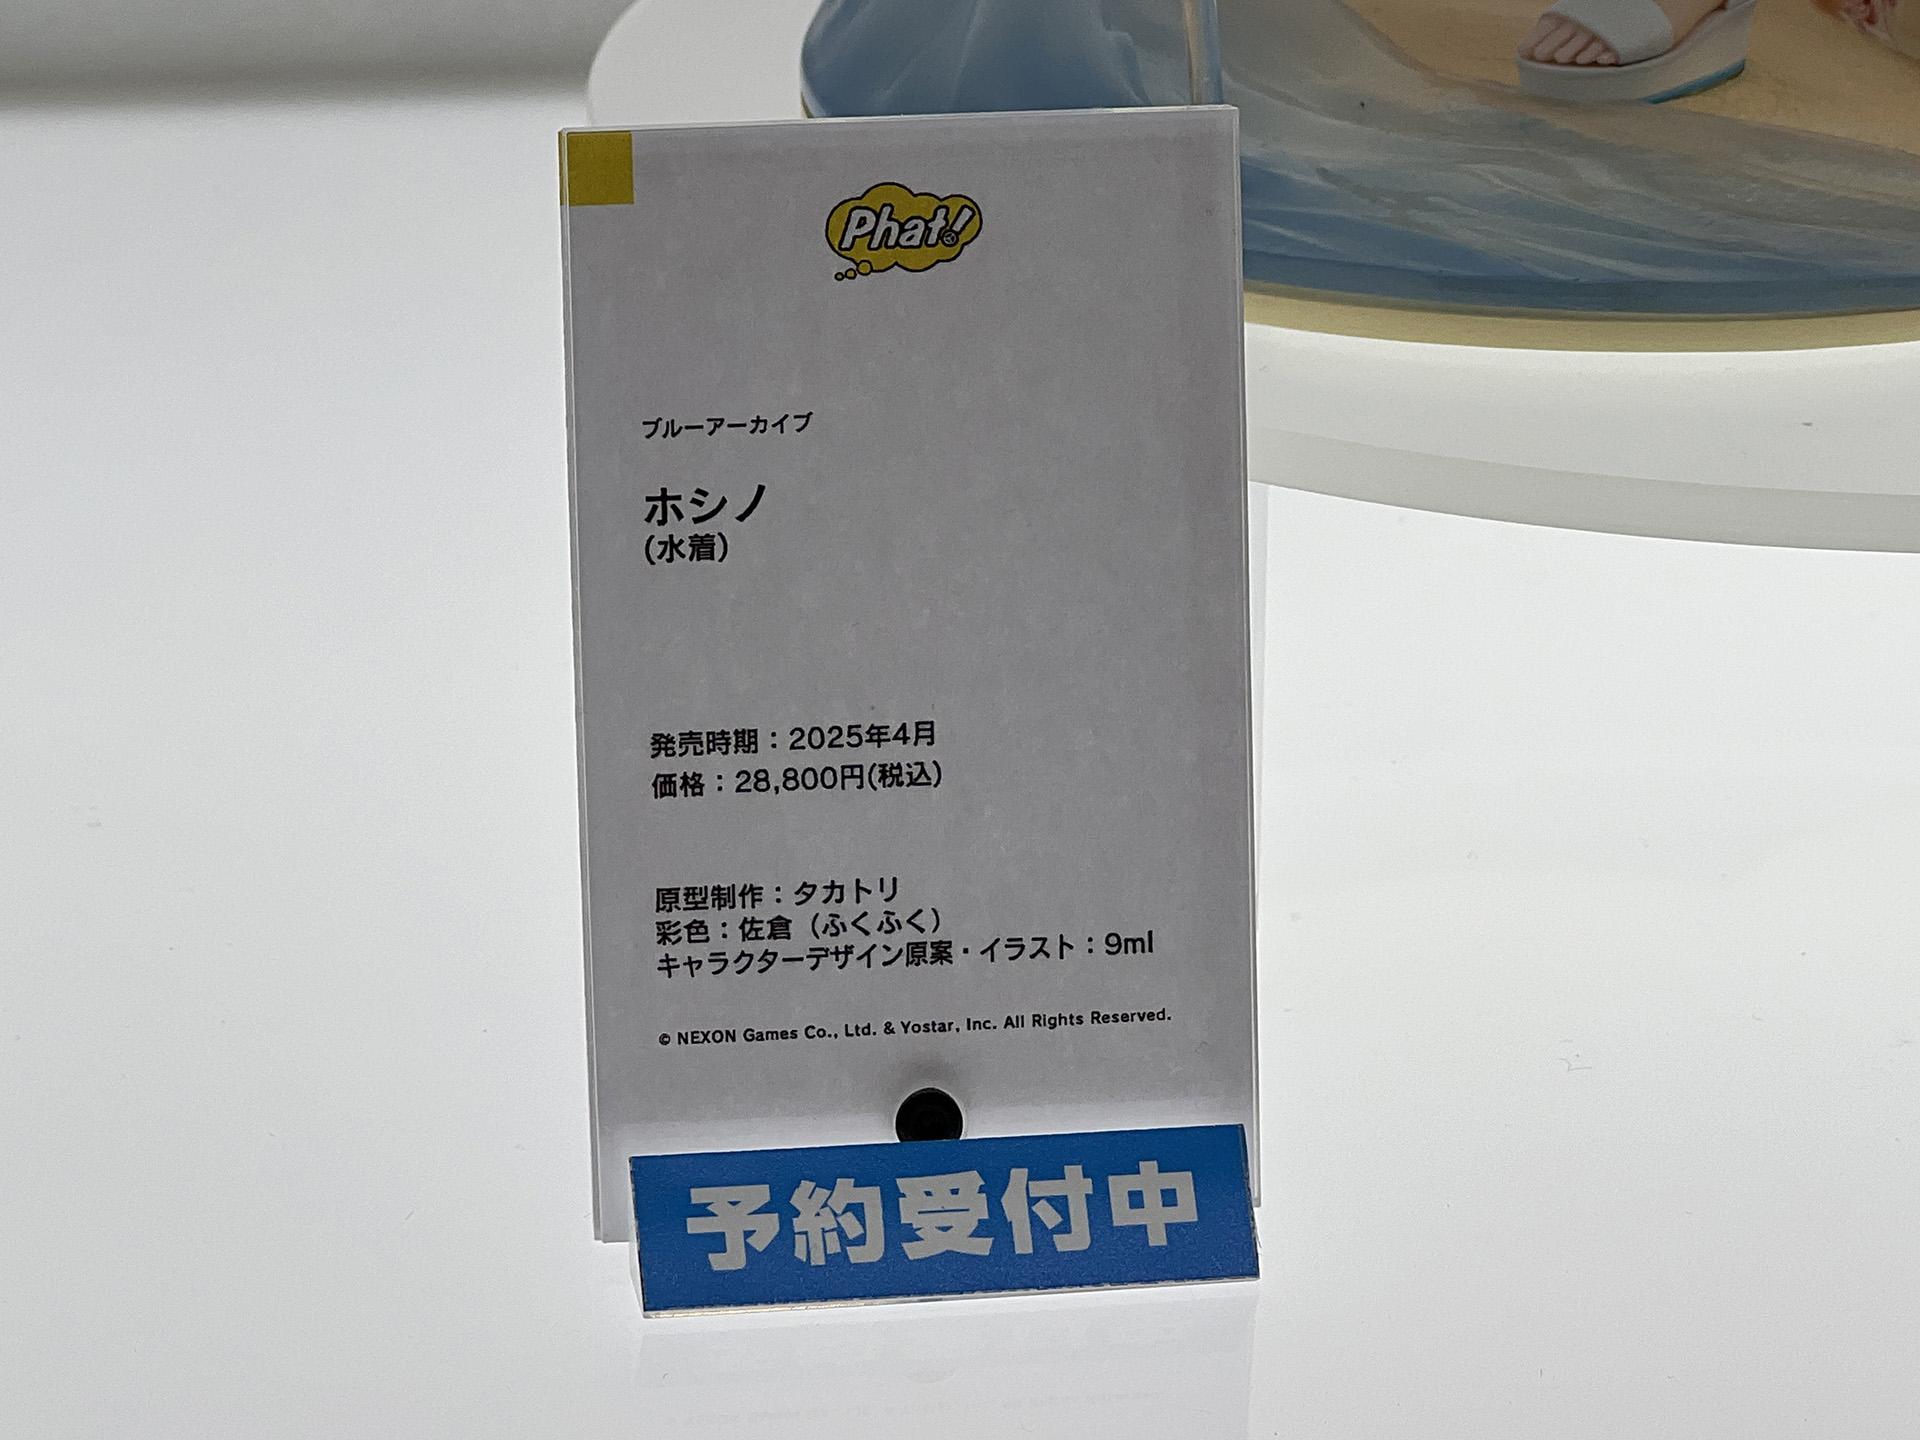 Phat!
ブルーアーカイブ
ホシノ
(水着)
発売時期：2025年4月
価格：28,800円(税込)
原型制作：タカトリ
彩色：佐倉（ふくふく）
キャラクターデザイン原案・イラスト：9ml
© NEXON Games Co., Ltd. & Yostar, Inc. All Rights Reserved.
予約受付中